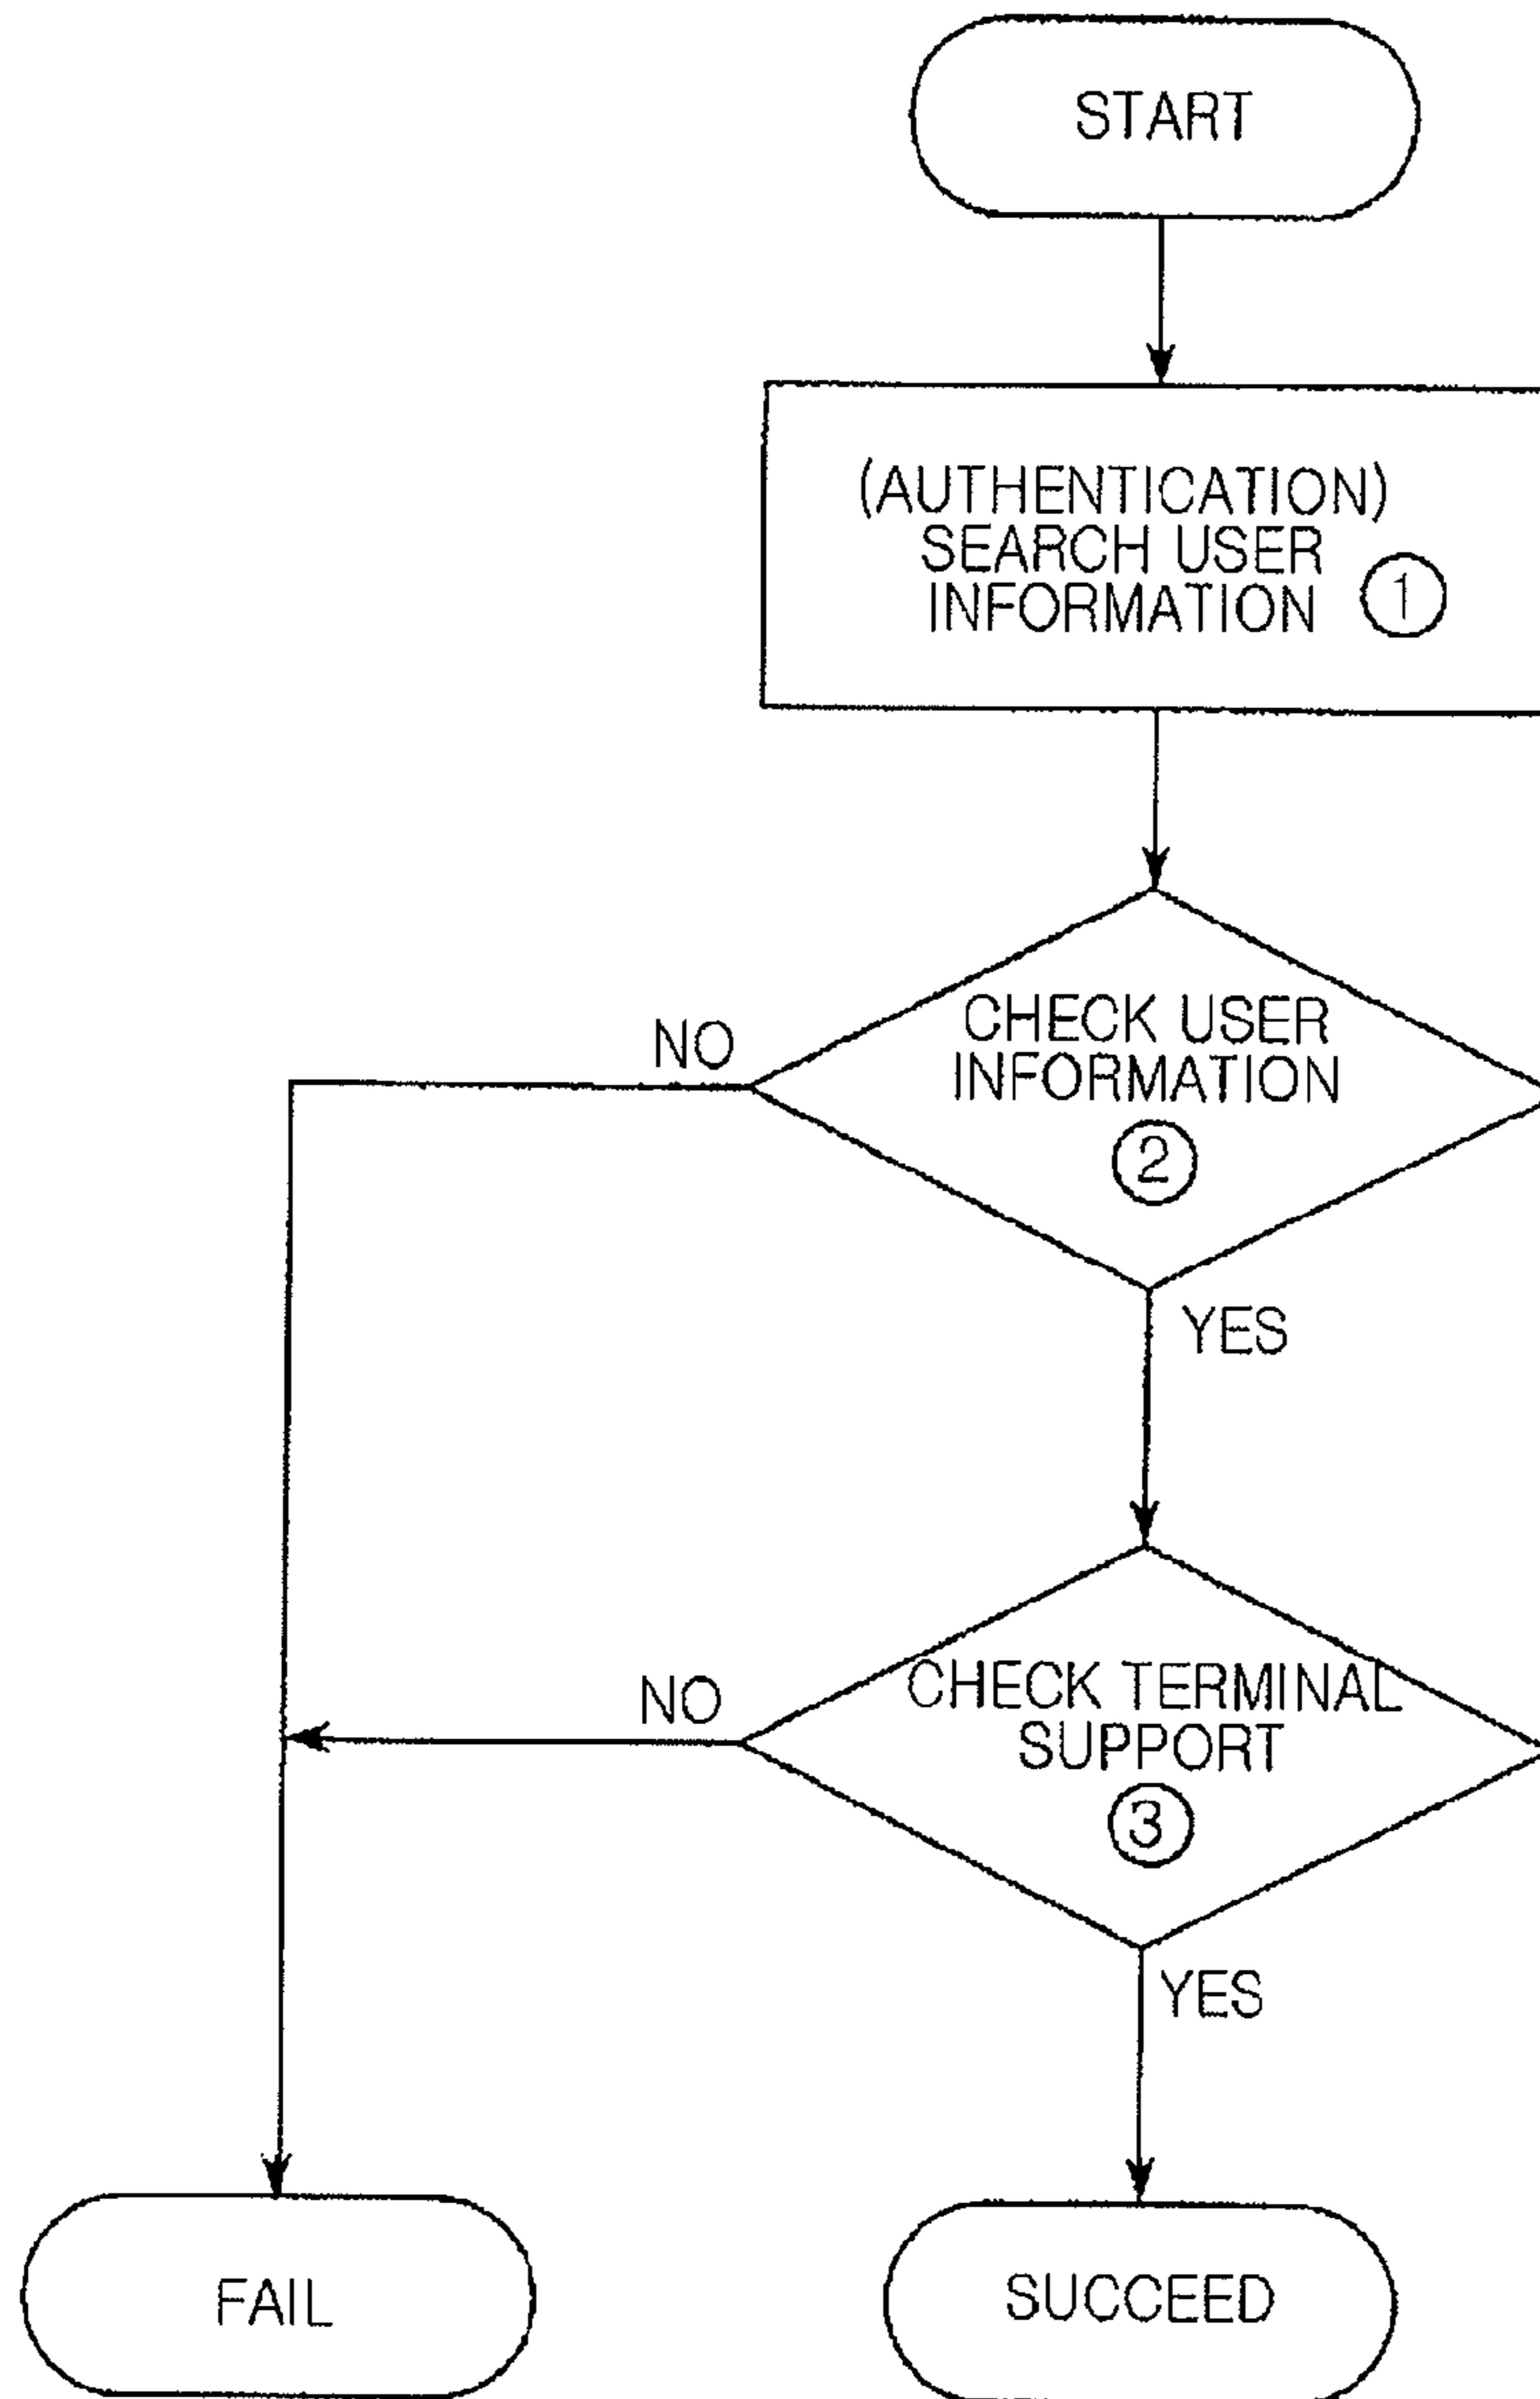 START
(AUTHENTICATION)
SEARCH USER
INFORMATION 1
CHECK USER
INFORMATION
2
NO
YES
CHECK TERMINAL
SUPPORT
3
NO
YES
FAIL
SUCCEED